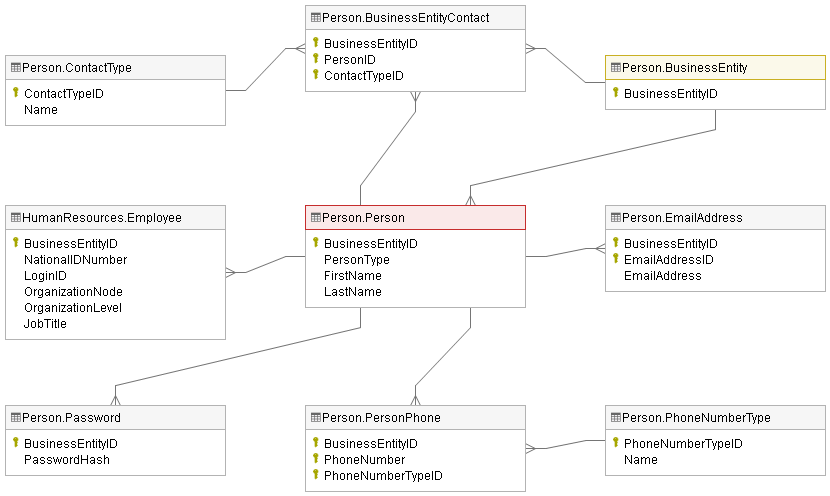 Person.BusinessEntityContact
BusinessEntityID
PersonID
ContactTypeID
Person.ContactType
ContactTypeID
Name
Person.BusinessEntity
BusinessEntityID
HumanResources.Employee
BusinessEntityID
NationalIDNumber
LoginID
OrganizationNode
OrganizationLevel
JobTitle
Person.Person
BusinessEntityID
PersonType
FirstName
LastName
Person.EmailAddress
BusinessEntityID
EmailAddressID
EmailAddress
Person.Password
BusinessEntityID
PasswordHash
Person.PersonPhone
BusinessEntityID
PhoneNumber
PhoneNumberTypeID
Person.PhoneNumberType
PhoneNumberTypeID
Name